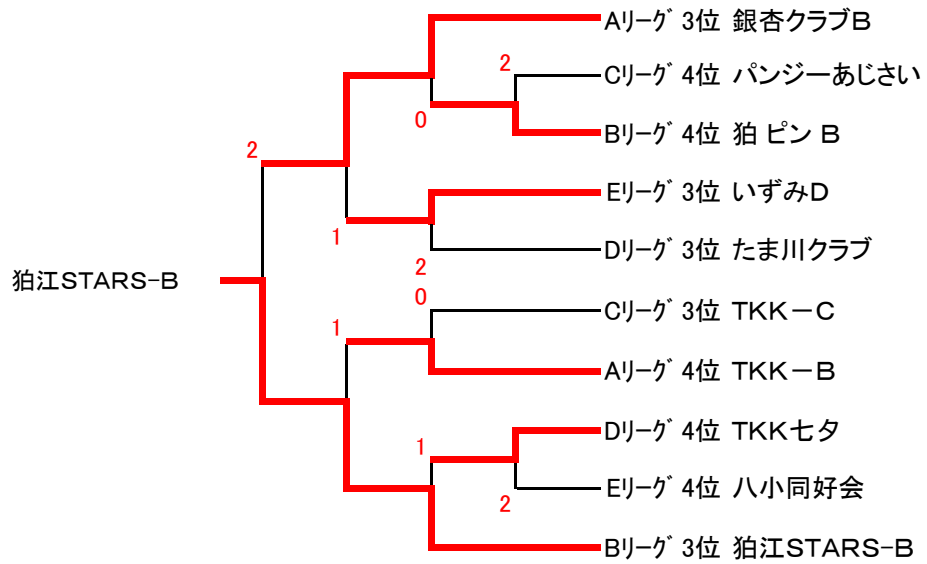 Aリーグ 3位 銀杏クラブB
2
Cリーグ 4位 パンジーあじさい
0
Bリーグ 4位 狛 ピン B
2
Eリーグ 3位 いずみD
1
Dリーグ 3位 たま川クラブ
2
狛江STARS-B
0
Cリーグ 3位 TKK－C
1
Aリーグ 4位 TKK－B
Dリーグ 4位 TKK七夕
1
Eリーグ 4位 八小同好会
2
Bリーグ 3位 狛江STARS-B